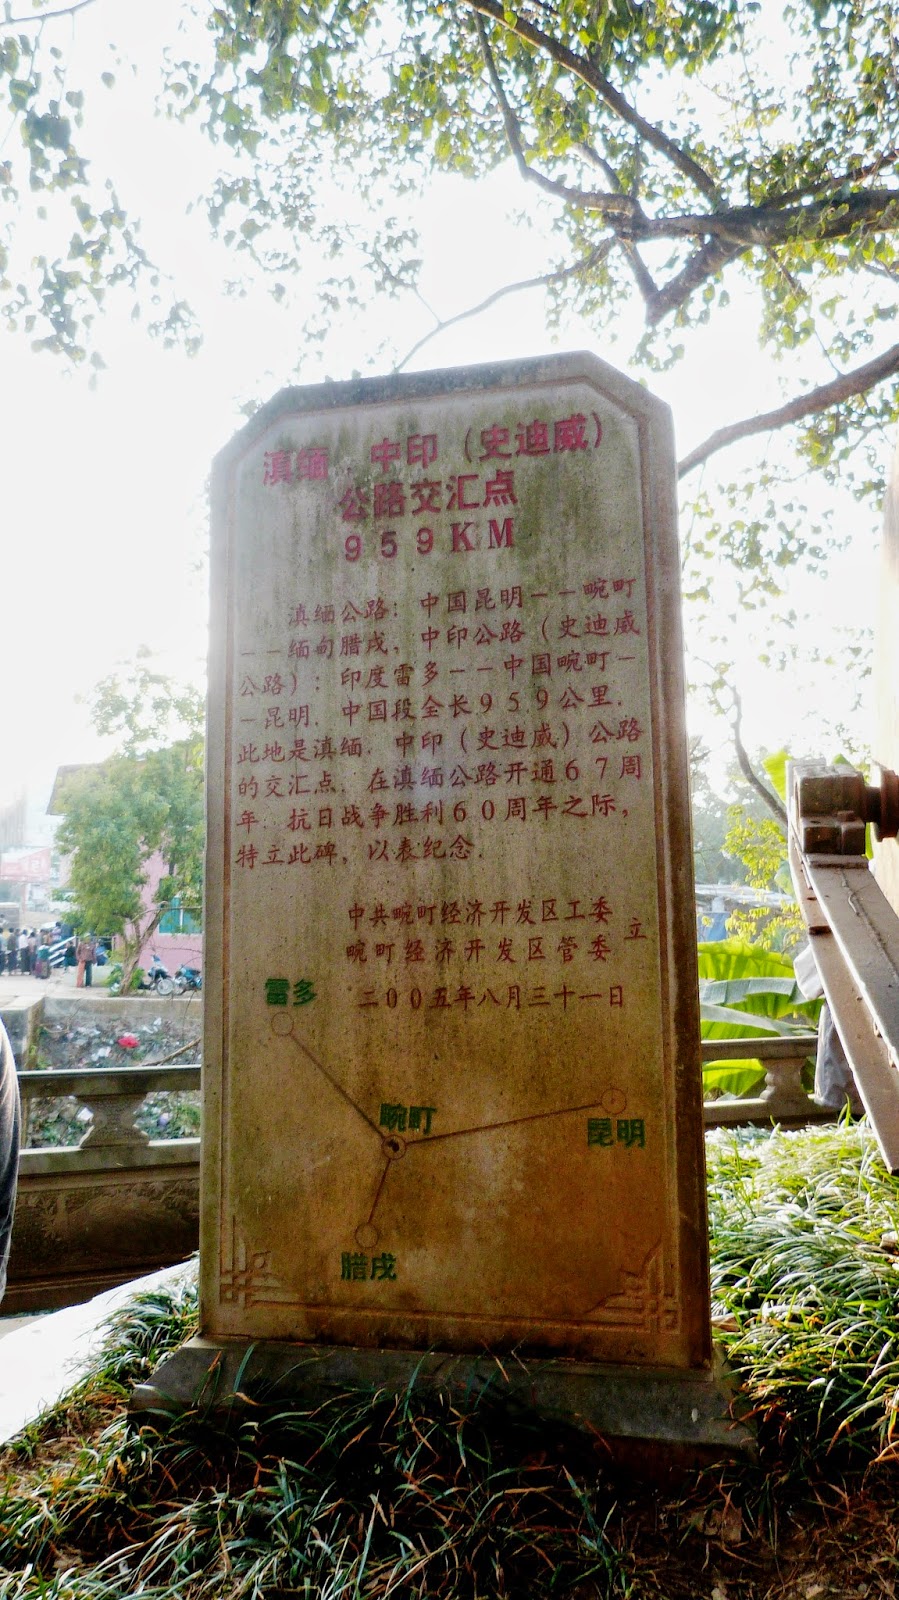 滇缅．中印（史迪威）
公路交汇点
959KM
滇缅公路：中国昆明－－畹町
－－缅甸腊戌，中印公路（史迪威
公路）：印度雷多－－中国畹町－
－昆明．中国段全长959公里．
此地是滇缅．中印（史迪威）公路
的交汇点．在滇缅公路开通67周
年．抗日战争胜利60周年之际，
特立此碑，以表纪念．
中共畹町经济开发区工委
畹町经济开发区管委 立
二00五年八月三十一日
雷多
畹町
昆明
腊戌